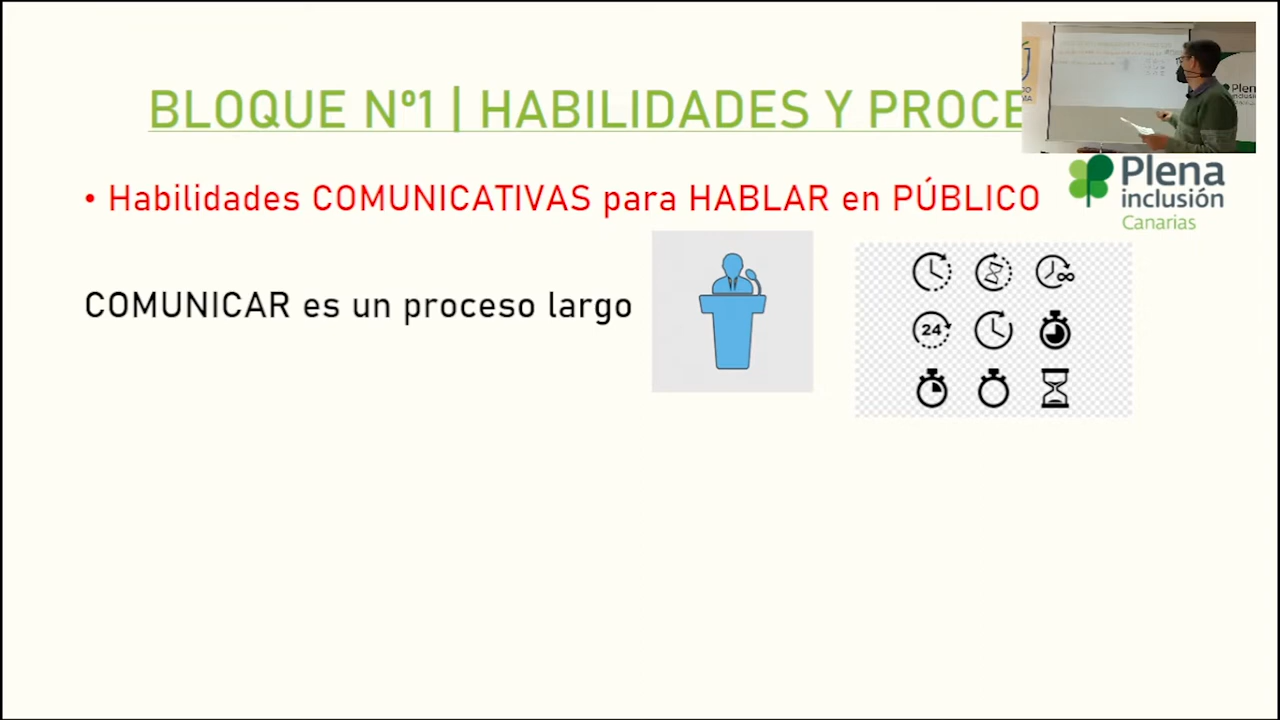 BLOQUE Nº1 | HABILIDADES Y PROCE
• Habilidades COMUNICATIVAS para HABLAR en PÚBLICO
Plena
inclusión
Canarias
COMUNICAR es un proceso largo
24